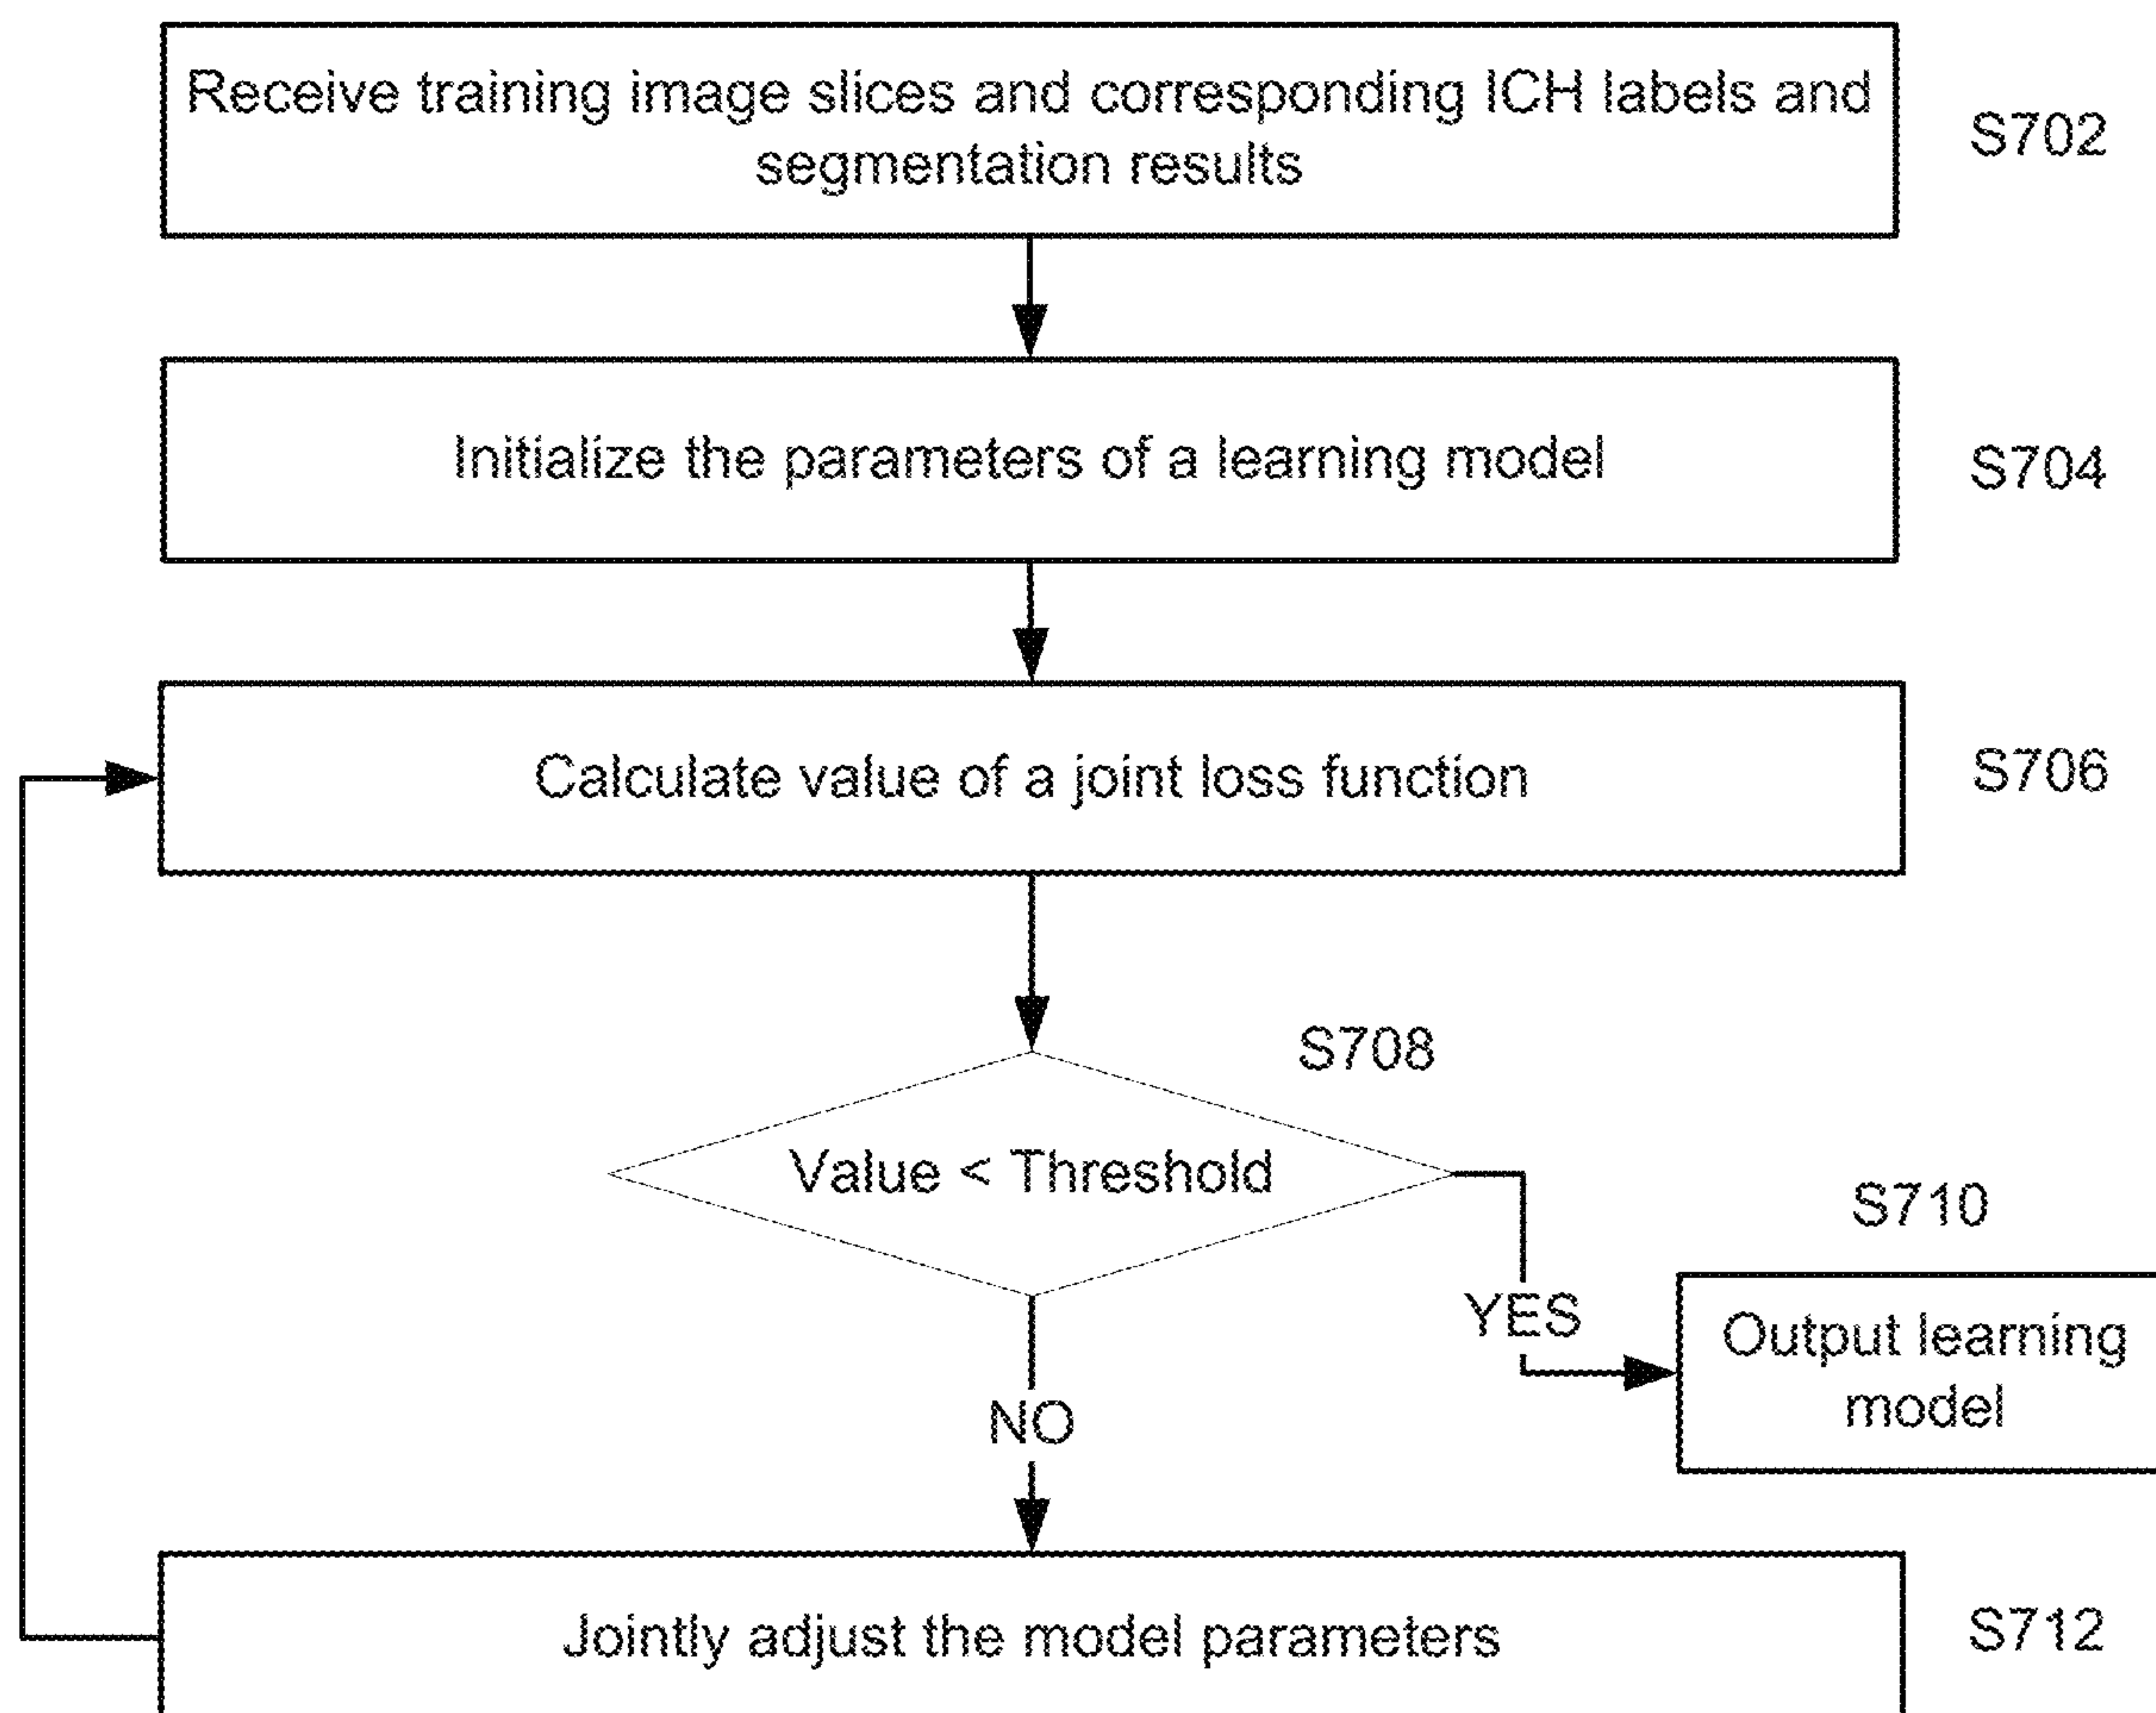 Receive training image slices and corresponding ICH labels and
segmentation results
S702
Initialize the parameters of a learning model
S704
Calculate value of a joint loss function
S706
S708
Value < Threshold
YES
S710
Output learning
model
NO
Jointly adjust the model parameters
S712